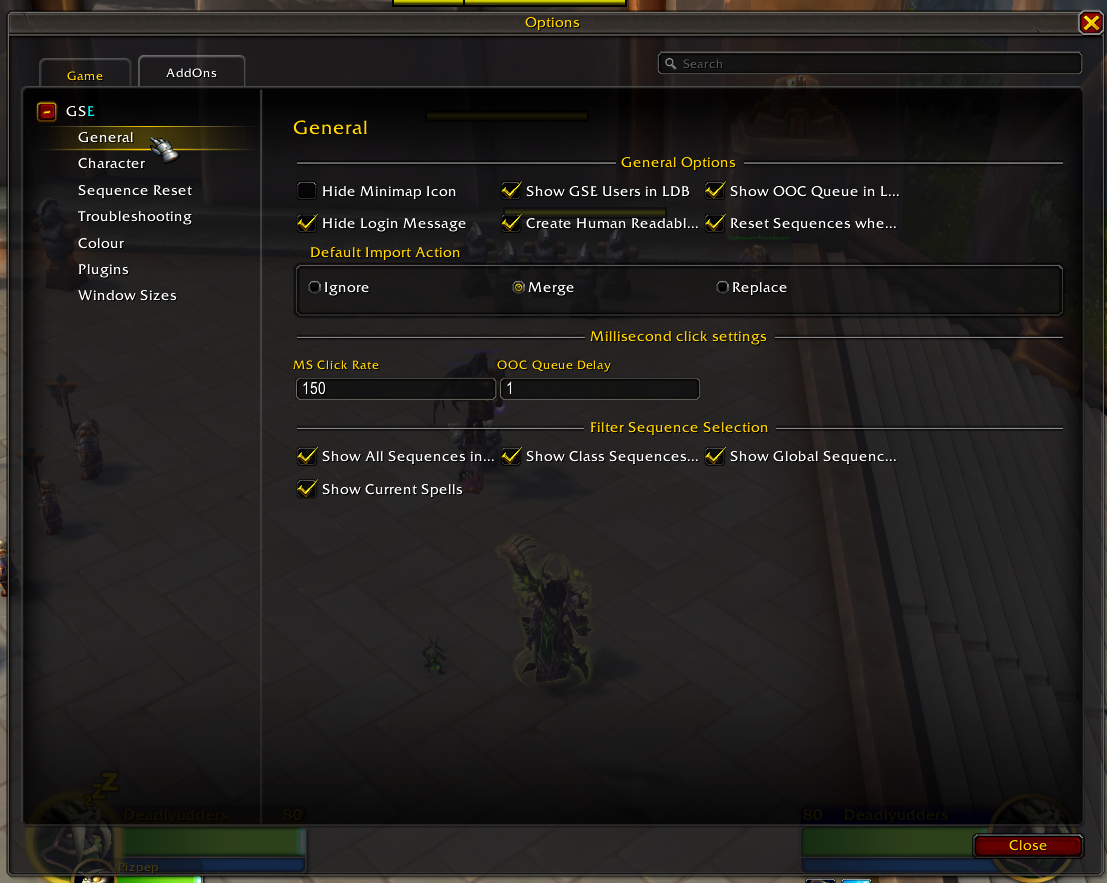 Options
Game
AddOns
Search
GSE
General
Character
Sequence Reset
Troubleshooting
Colour
Plugins
Window Sizes
General
General Options
Hide Minimap Icon
Show GSE Users in LDB
Show OOC Queue in L...
Hide Login Message
Create Human Readabl...
Reset Sequences whe...
Default Import Action
Ignore
Merge
Replace
Millisecond click settings
MS Click Rate
OOC Queue Delay
150
1
Filter Sequence Selection
Show All Sequences in...
Show Class Sequences...
Show Global Sequenc...
Show Current Spells
Deadlyudders 80
80 Deadlyudders
Pizpep
Close